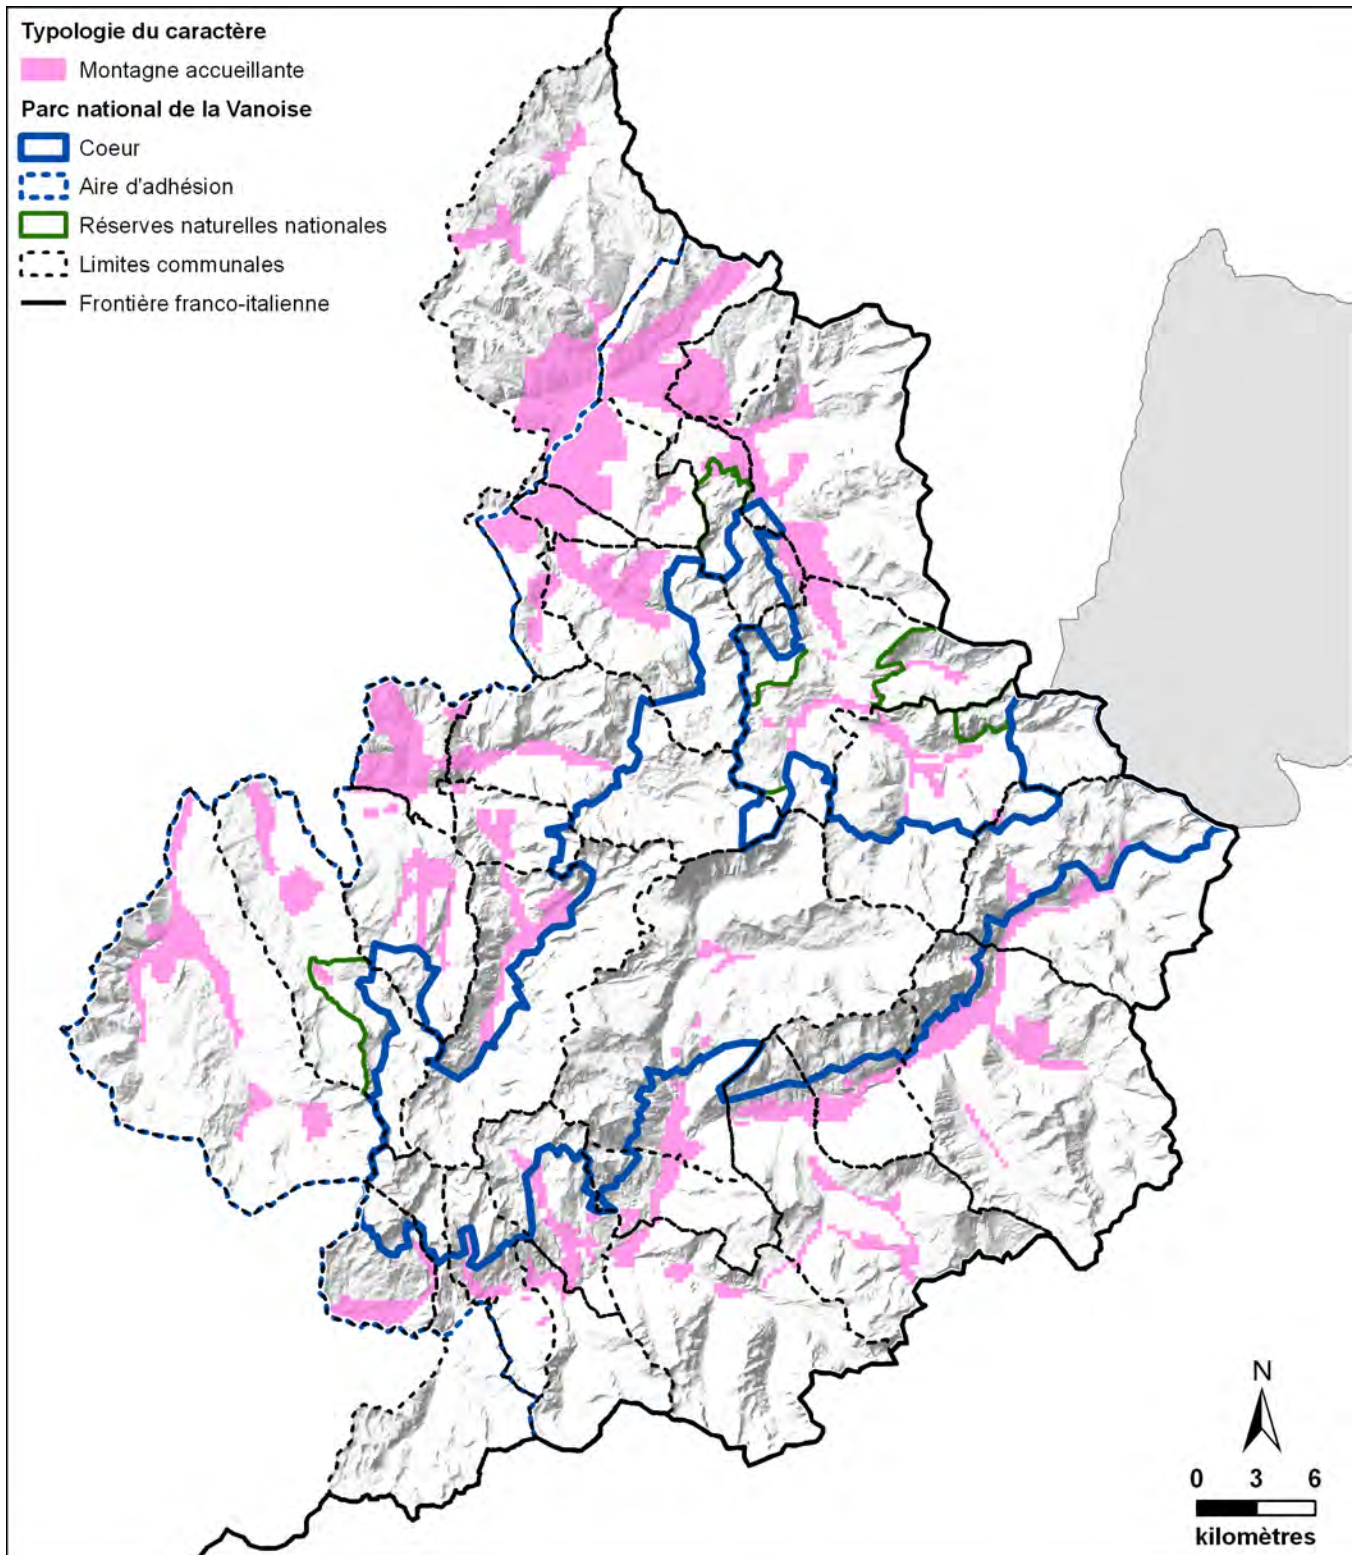 Typologie du caractère
Montagne accueillante
Parc national de la Vanoise
Coeur
Aire d'adhésion
Réserves naturelles nationales
Limites communales
Frontière franco-italienne
N
0 3 6
kilomètres